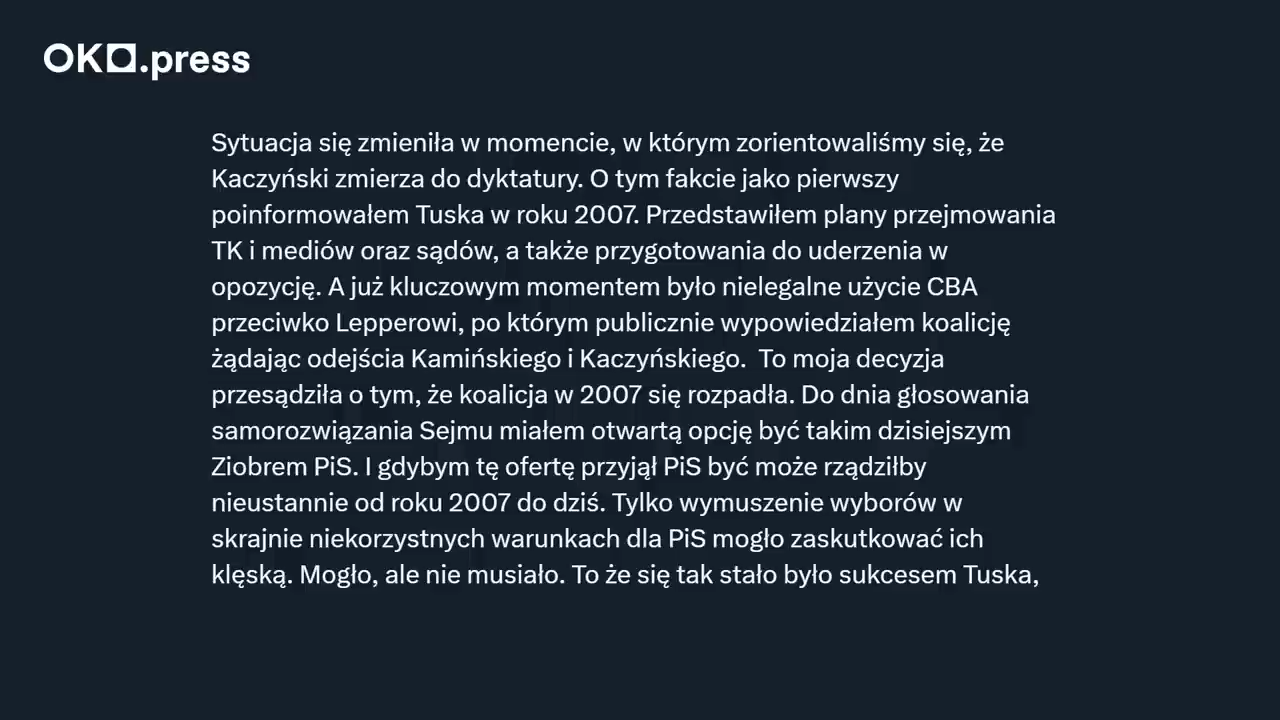 OKO.press
Sytuacja się zmieniła w momencie, w którym zorientowaliśmy się, że
Kaczyński zmierza do dyktatury. O tym fakcie jako pierwszy
poinformowałem Tuska w roku 2007. Przedstawiłem plany przejmowania
TK i mediów oraz sądów, a także przygotowania do uderzenia w
opozycję. A już kluczowym momentem było nielegalne użycie CBA
przeciwko Lepperowi, po którym publicznie wypowiedziałem koalicję
żądając odejścia Kamińskiego i Kaczyńskiego.  To moja decyzja
przesądziła o tym, że koalicja w 2007 się rozpadła. Do dnia głosowania
samorozwiązania Sejmu miałem otwartą opcję być takim dzisiejszym
Ziobrem PiS. I gdybym tę ofertę przyjął PiS być może rządziłby
nieustannie od roku 2007 do dziś. Tylko wymuszenie wyborów w
skrajnie niekorzystnych warunkach dla PiS mogło zaskutkować ich
klęską. Mogło, ale nie musiało. To że się tak stało było sukcesem Tuska,